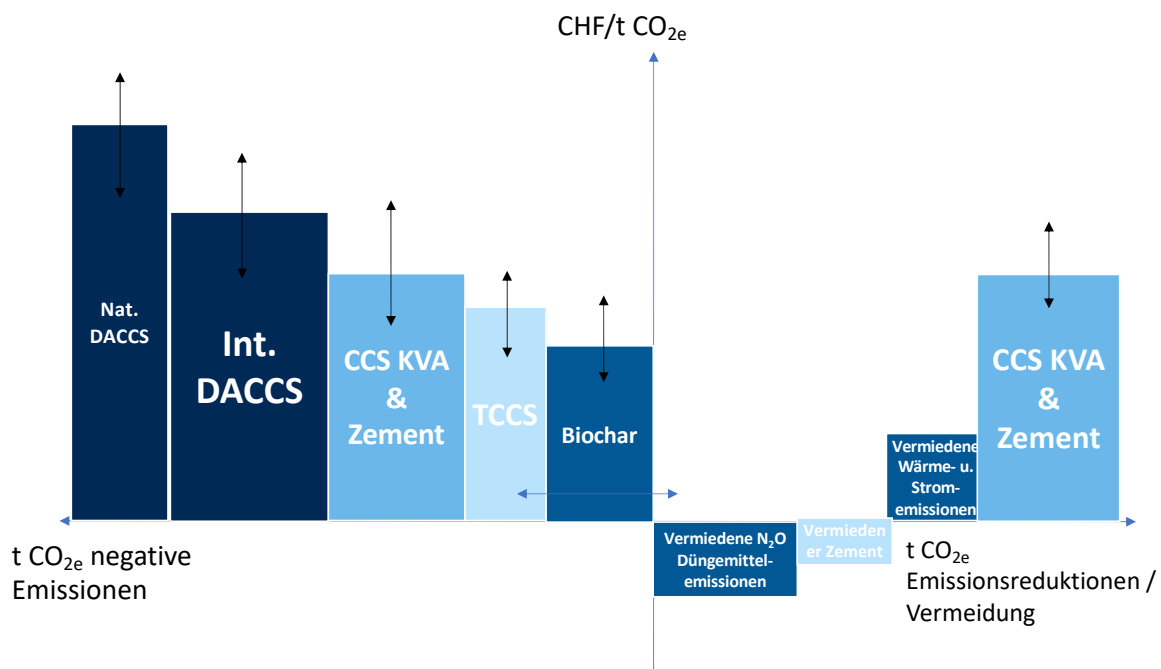 CHF/t CO₂e
Nat.
DACCS
Int.
DACCS
CCS KVA
&
Zement
TCCS
Biochar
Vermiedene N₂O
Düngemittel-
emissionen
Vermieden
er Zement
Vermiedene
Wärme- u.
Strom-
emissionen
CCS KVA
&
Zement
t CO₂e negative
Emissionen
t CO₂e
Emissionsreduktionen /
Vermeidung